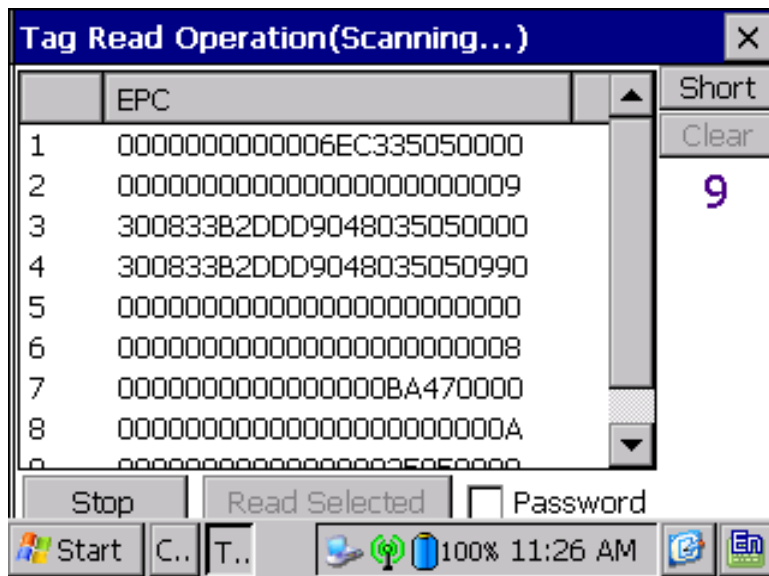 Tag Read Operation(Scanning...)
EPC
Short
Clear
9
1 0000000000006EC335050000
2 000000000000000000000009
3 300833B2DDD9048035050000
4 300833B2DDD9048035050990
5 000000000000000000000000
6 000000000000000000000008
7 0000000000000000BA470000
8 00000000000000000000000A
Stop
Read Selected
Password
Start
C..
T..
100%
11:26 AM
En